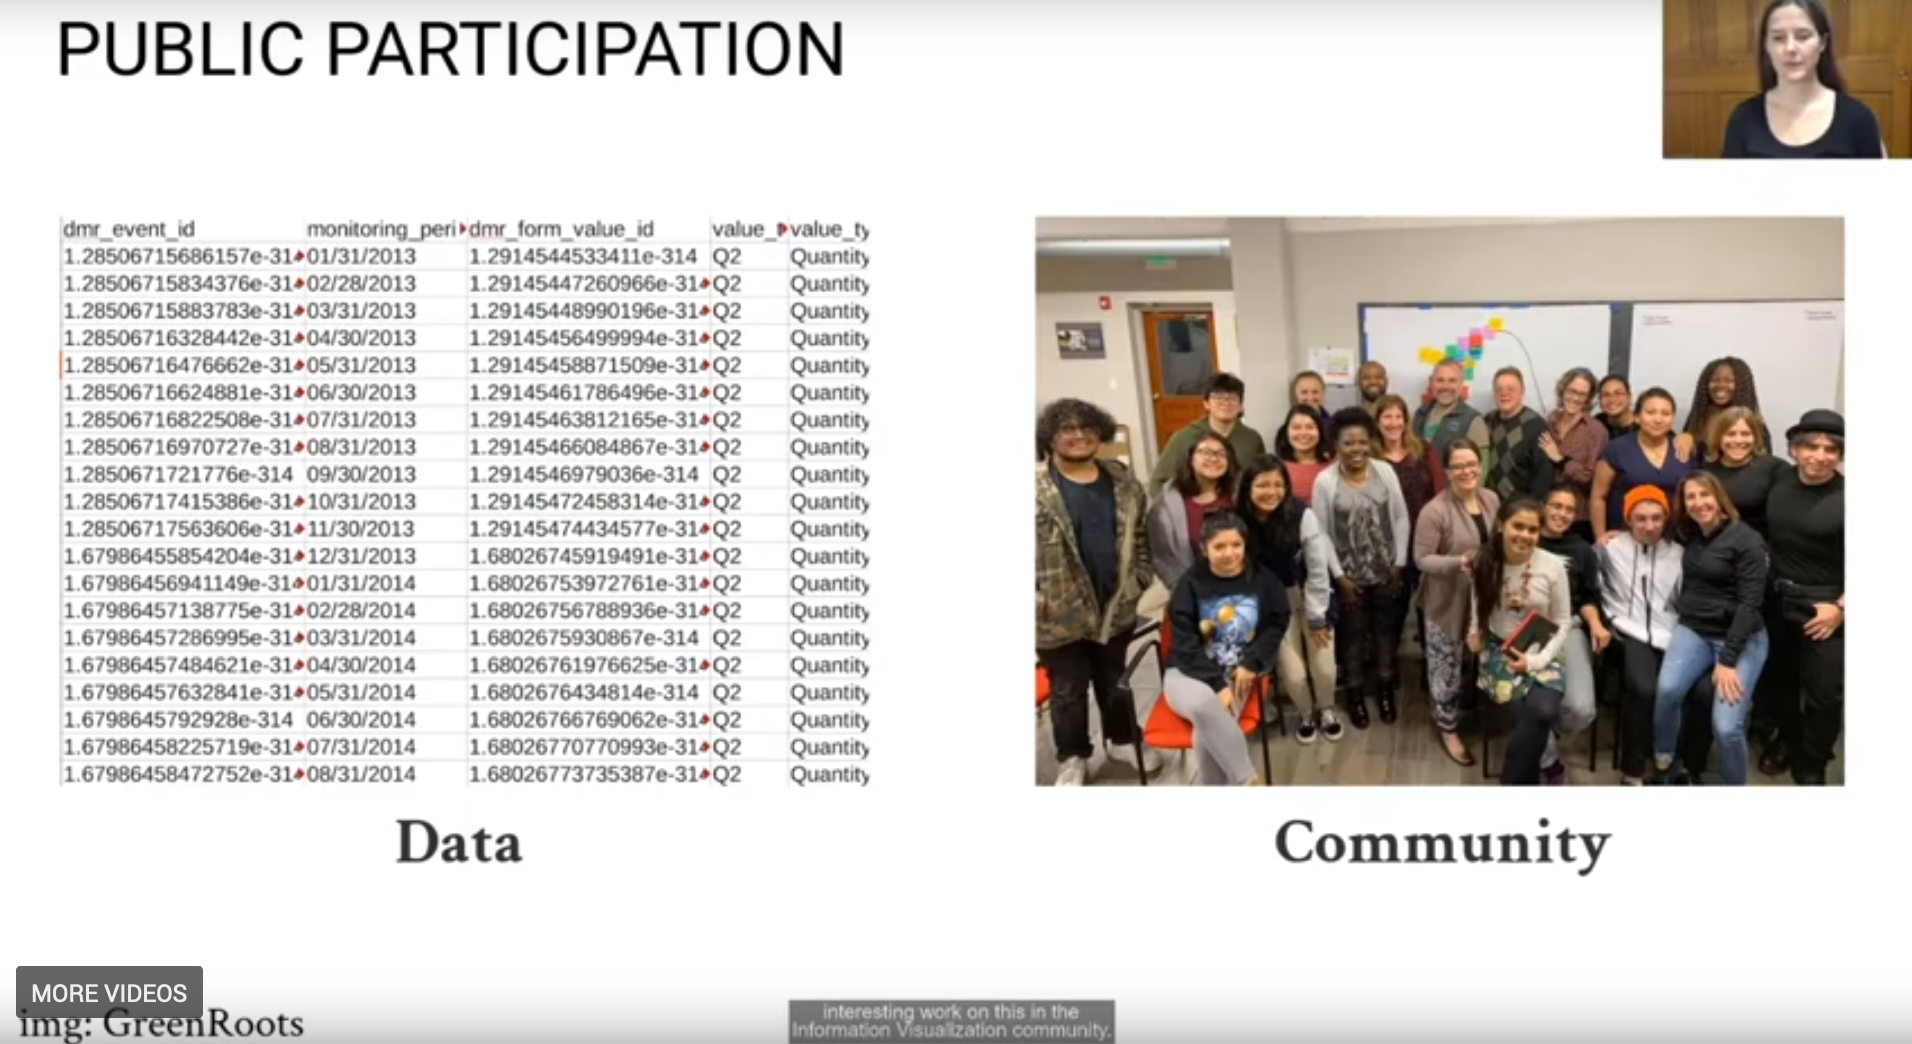 PUBLIC PARTICIPATION
dmr_event_id monitoring_peri dmr_form_value_id value_ value_ty
1.28506715686157e-31 01/31/2013 1.2914544533411e-314 Q2 Quantity
1.28506715834376e-31 02/28/2013 1.29145447260966e-31 Q2 Quantity
1.28506715883783e-31 03/31/2013 1.29145448990196e-31 Q2 Quantity
1.28506716328442e-31 04/30/2013 1.29145456499994e-31 Q2 Quantity
1.28506716476662e-31 05/31/2013 1.29145458871509e-31 Q2 Quantity
1.28506716624881e-31 06/30/2013 1.29145461786496e-31 Q2 Quantity
1.28506716822508e-31 07/31/2013 1.29145463812165e-31 Q2 Quantity
1.28506716970727e-31 08/31/2013 1.29145466084867e-31 Q2 Quantity
1.2850671721776e-314 09/30/2013 1.2914546979036e-314 Q2 Quantity
1.28506717415386e-31 10/31/2013 1.29145472458314e-31 Q2 Quantity
1.28506717563606e-31 11/30/2013 1.29145474434577e-31 Q2 Quantity
1.67986455854204e-31 12/31/2013 1.68026745919491e-31 Q2 Quantity
1.67986456941149e-31 01/31/2014 1.68026753972761e-31 Q2 Quantity
1.67986457138775e-31 02/28/2014 1.68026756788936e-31 Q2 Quantity
1.67986457286995e-31 03/31/2014 1.6802675930867e-314 Q2 Quantity
1.67986457484621e-31 04/30/2014 1.68026761976625e-31 Q2 Quantity
1.67986457632841e-31 05/31/2014 1.6802676434814e-314 Q2 Quantity
1.6798645792928e-314 06/30/2014 1.68026766769062e-31 Q2 Quantity
1.67986458225719e-31 07/31/2014 1.68026770770993e-31 Q2 Quantity
1.67986458472752e-31 08/31/2014 1.68026773735387e-31 Q2 Quantity
Data
Community
MORE VIDEOS
img: GreenRoots
interesting work on this in the
Information Visualization community.